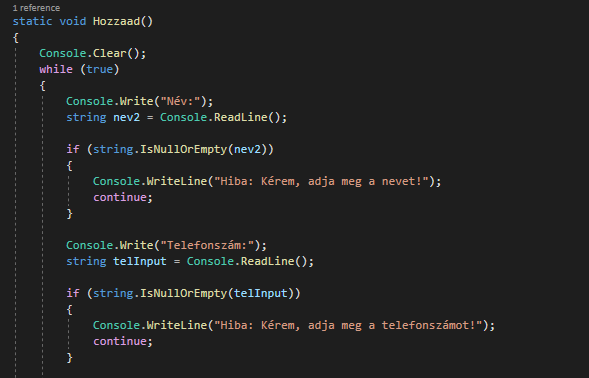 1 reference
static void Hozzaad()
{
Console.Clear();
while (true)
{
Console.Write("Név:");
string nev2 = Console.ReadLine();
if (string.IsNullOrEmpty(nev2))
{
Console.WriteLine("Hiba: Kérem, adja meg a nevet!");
continue;
}
Console.Write("Telefonszám:");
string telInput = Console.ReadLine();
if (string.IsNullOrEmpty(telInput))
{
Console.WriteLine("Hiba: Kérem, adja meg a telefonszámot!");
continue;
}